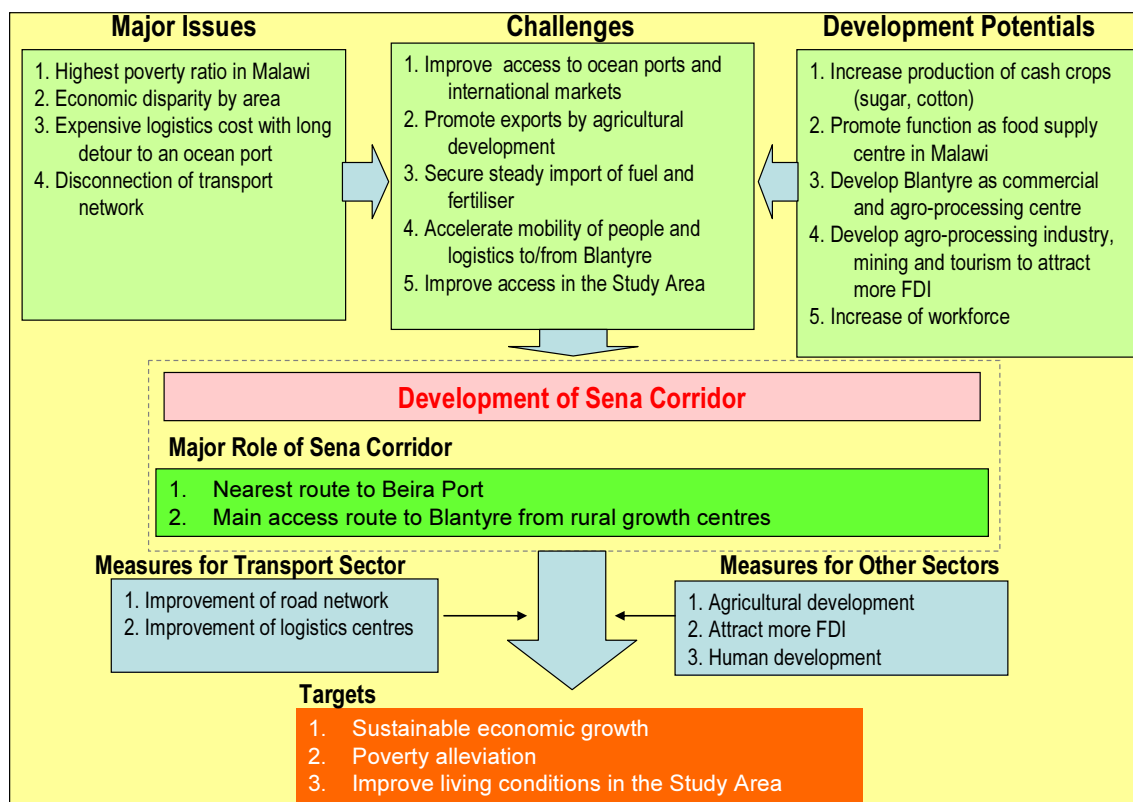 Major Issues
1. Highest poverty ratio in Malawi
2. Economic disparity by area
3. Expensive logistics cost with long
detour to an ocean port
4. Disconnection of transport
network
Challenges
1. Improve access to ocean ports and
international markets
2. Promote exports by agricultural
development
3. Secure steady import of fuel and
fertiliser
4. Accelerate mobility of people and
logistics to/from Blantyre
5. Improve access in the Study Area
Development Potentials
1. Increase production of cash crops
(sugar, cotton)
2. Promote function as food supply
centre in Malawi
3. Develop Blantyre as commercial
and agro-processing centre
4. Develop agro-processing industry,
mining and tourism to attract
more FDI
5. Increase of workforce
Development of Sena Corridor
Major Role of Sena Corridor
1. Nearest route to Beira Port
2. Main access route to Blantyre from rural growth centres
Measures for Transport Sector
1. Improvement of road network
2. Improvement of logistics centres
Measures for Other Sectors
1. Agricultural development
2. Attract more FDI
3. Human development
Targets
1. Sustainable economic growth
2. Poverty alleviation
3. Improve living conditions in the Study Area